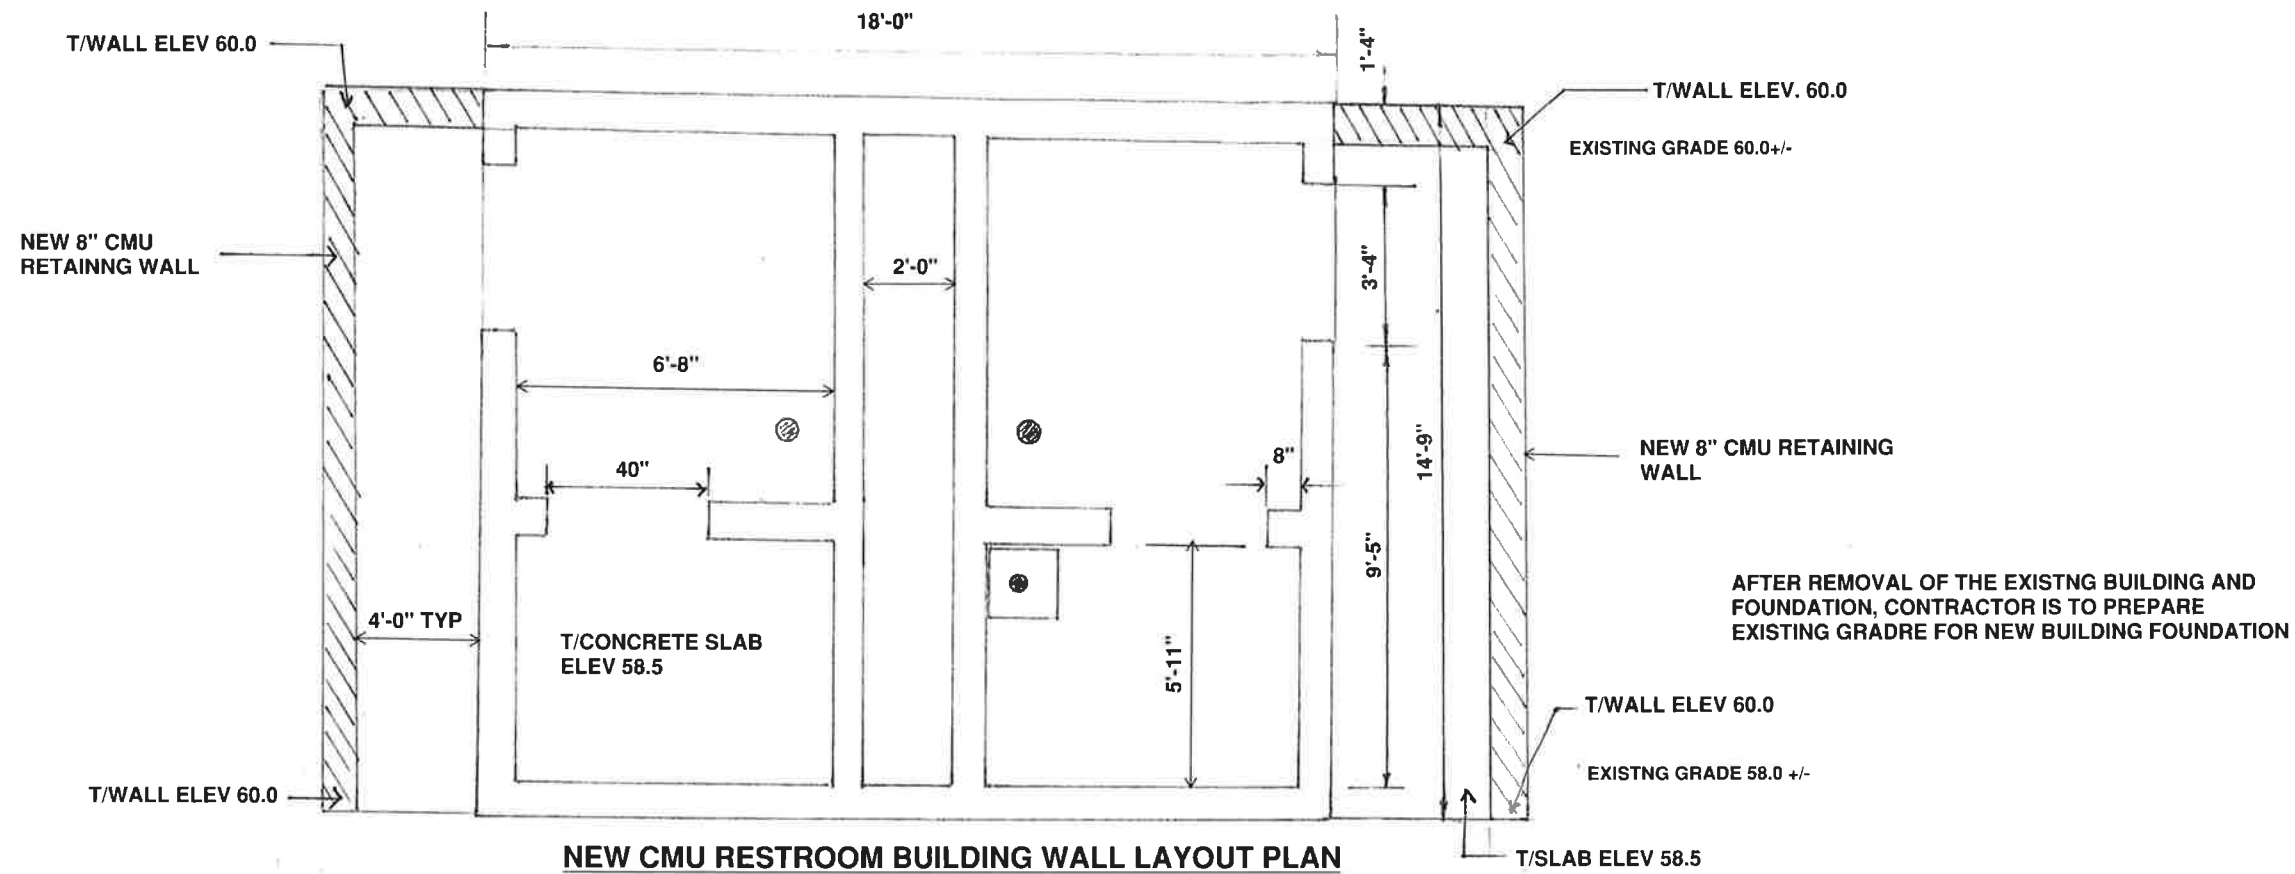 18'-0"
T/WALL ELEV 60.0
1'-4"
T/WALL ELEV. 60.0
EXISTING GRADE 60.0+/-
NEW 8" CMU
RETAINNG WALL
2'-0"
3'-4"
6'-8"
40"
8"
14'-9"
NEW 8" CMU RETAINING
WALL
9'-5"
AFTER REMOVAL OF THE EXISTNG BUILDING AND
FOUNDATION, CONTRACTOR IS TO PREPARE
EXISTING GRADRE FOR NEW BUILDING FOUNDATION
4'-0" TYP
T/CONCRETE SLAB
ELEV 58.5
5'-11"
T/WALL ELEV 60.0
EXISTNG GRADE 58.0 +/-
T/WALL ELEV 60.0
NEW CMU RESTROOM BUILDING WALL LAYOUT PLAN
T/SLAB ELEV 58.5